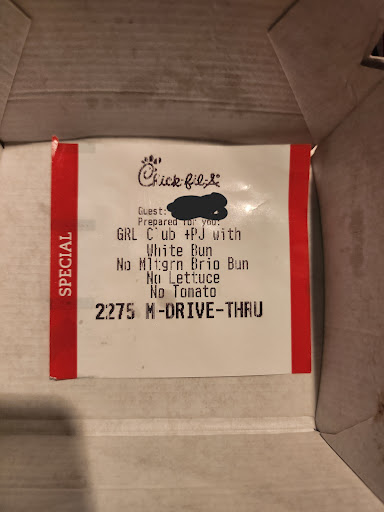 SPECIAL
Chick-fil-A
Guest:
Prepared for you:
GRL C ub +PJ with
White Bun
No Mltgrn Brio Bun
No Lettuce
No Tomato
2275 M-DRIVE-THRU